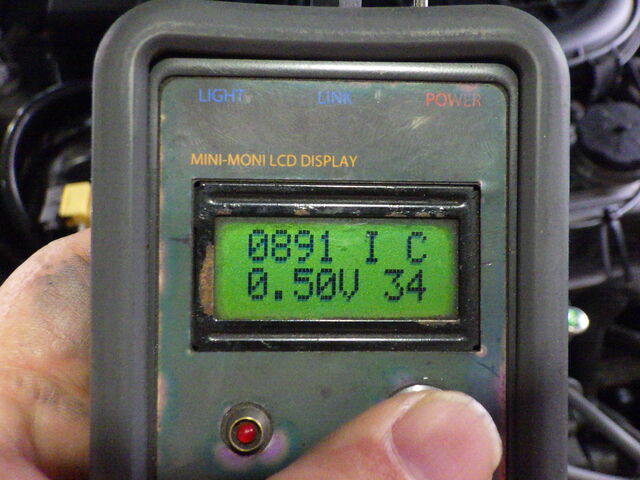 LIGHT LINK POWER
MINI-MONI LCD DISPLAY
0891 I C
0.50V 34